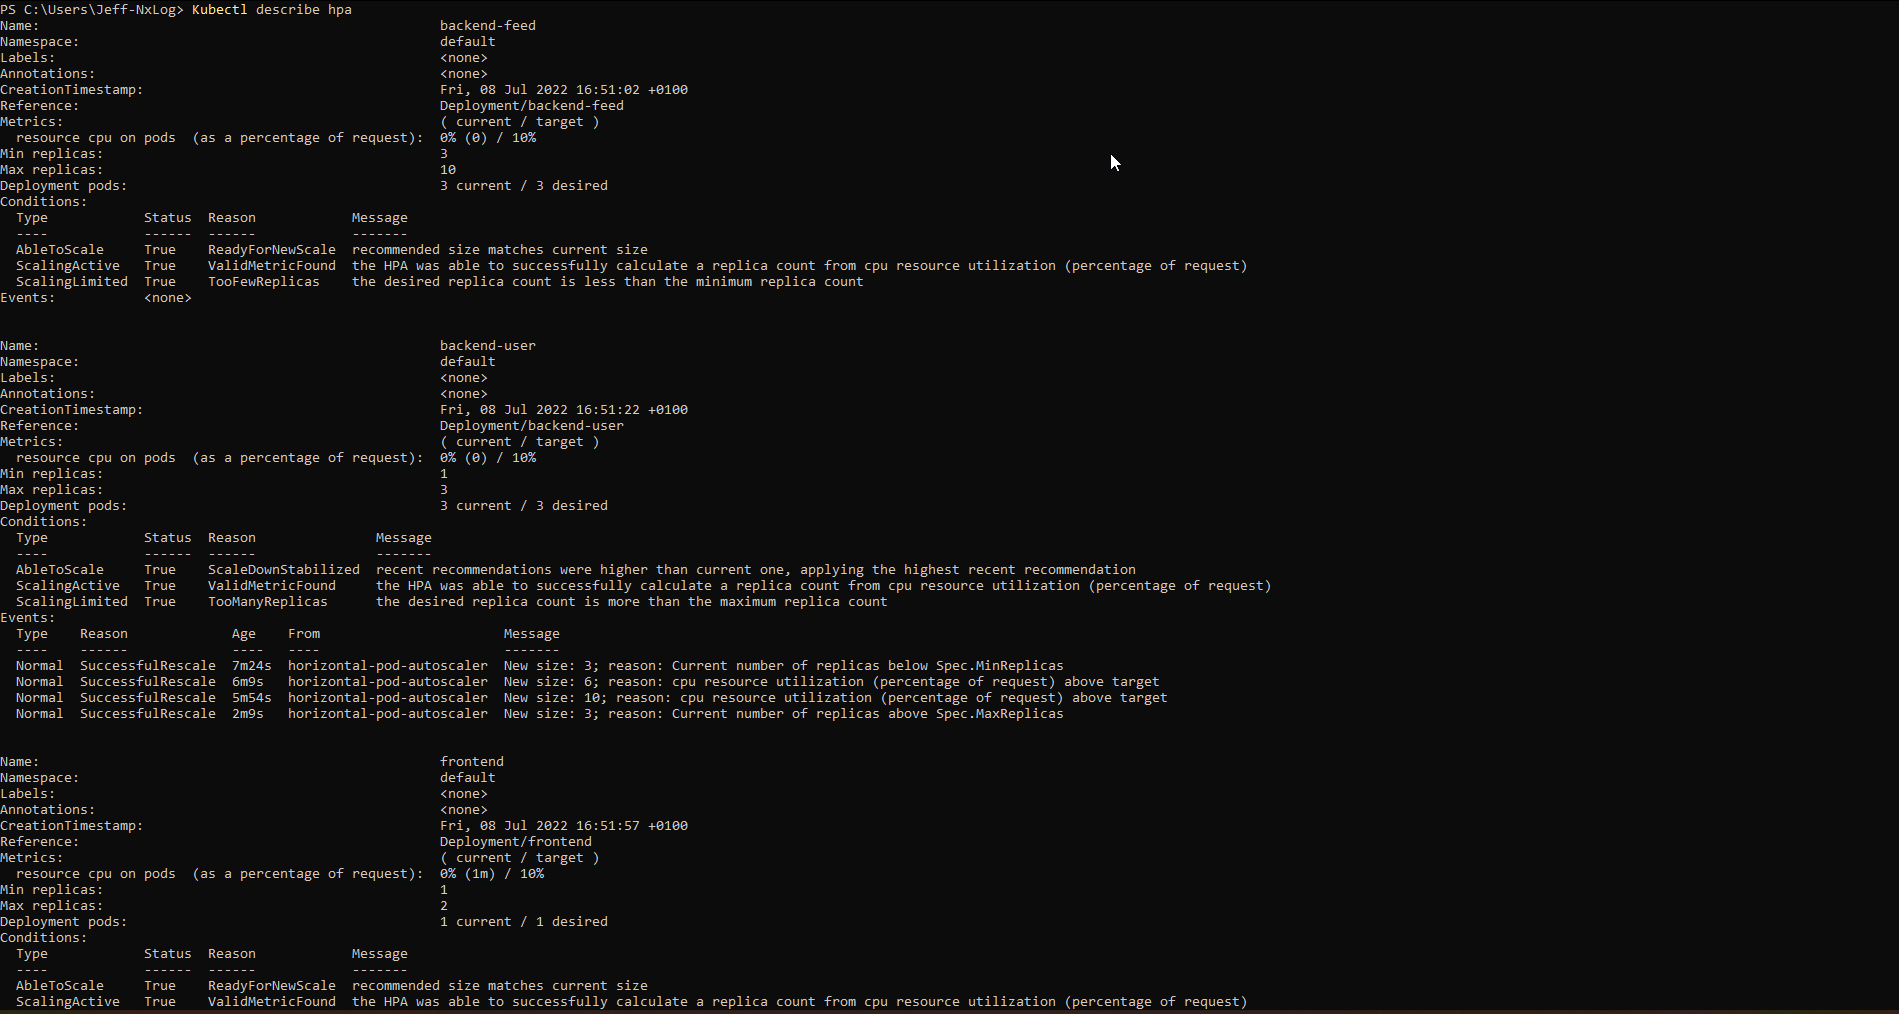 PS C:\Users\Jeff-NxLog> Kubectl describe hpa
Name:                                                  backend-feed
Namespace:                                             default
Labels:                                                <none>
Annotations:                                           <none>
CreationTimestamp:                                     Fri, 08 Jul 2022 16:51:02 +0100
Reference:                                             Deployment/backend-feed
Metrics:                                               ( current / target )
  resource cpu on pods  (as a percentage of request):  0% (0) / 10%
Min replicas:                                          3
Max replicas:                                          10
Deployment pods:                                       3 current / 3 desired
Conditions:
  Type            Status  Reason            Message
  ----            ------  ------            -------
  AbleToScale     True    ReadyForNewScale  recommended size matches current size
  ScalingActive   True    ValidMetricFound  the HPA was able to successfully calculate a replica count from cpu resource utilization (percentage of request)
  ScalingLimited  True    TooFewReplicas    the desired replica count is less than the minimum replica count
Events:           <none>
Name:                                                  backend-user
Namespace:                                             default
Labels:                                                <none>
Annotations:                                           <none>
CreationTimestamp:                                     Fri, 08 Jul 2022 16:51:22 +0100
Reference:                                             Deployment/backend-user
Metrics:                                               ( current / target )
  resource cpu on pods  (as a percentage of request):  0% (0) / 10%
Min replicas:                                          1
Max replicas:                                          3
Deployment pods:                                       3 current / 3 desired
Conditions:
  Type            Status  Reason               Message
  ----            ------  ------               -------
  AbleToScale     True    ScaleDownStabilized  recent recommendations were higher than current one, applying the highest recent recommendation
  ScalingActive   True    ValidMetricFound     the HPA was able to successfully calculate a replica count from cpu resource utilization (percentage of request)
  ScalingLimited  True    TooManyReplicas      the desired replica count is more than the maximum replica count
Events:
  Type    Reason             Age    From                       Message
  ----    ------             ----   ----                       -------
  Normal  SuccessfulRescale  7m24s  horizontal-pod-autoscaler  New size: 3; reason: Current number of replicas below Spec.MinReplicas
  Normal  SuccessfulRescale  6m9s   horizontal-pod-autoscaler  New size: 6; reason: cpu resource utilization (percentage of request) above target
  Normal  SuccessfulRescale  5m54s  horizontal-pod-autoscaler  New size: 10; reason: cpu resource utilization (percentage of request) above target
  Normal  SuccessfulRescale  2m9s   horizontal-pod-autoscaler  New size: 3; reason: Current number of replicas above Spec.MaxReplicas
Name:                                                  frontend
Namespace:                                             default
Labels:                                                <none>
Annotations:                                           <none>
CreationTimestamp:                                     Fri, 08 Jul 2022 16:51:57 +0100
Reference:                                             Deployment/frontend
Metrics:                                               ( current / target )
  resource cpu on pods  (as a percentage of request):  0% (1m) / 10%
Min replicas:                                          1
Max replicas:                                          2
Deployment pods:                                       1 current / 1 desired
Conditions:
  Type            Status  Reason            Message
  ----            ------  ------            -------
  AbleToScale     True    ReadyForNewScale  recommended size matches current size
  ScalingActive   True    ValidMetricFound  the HPA was able to successfully calculate a replica count from cpu resource utilization (percentage of request)